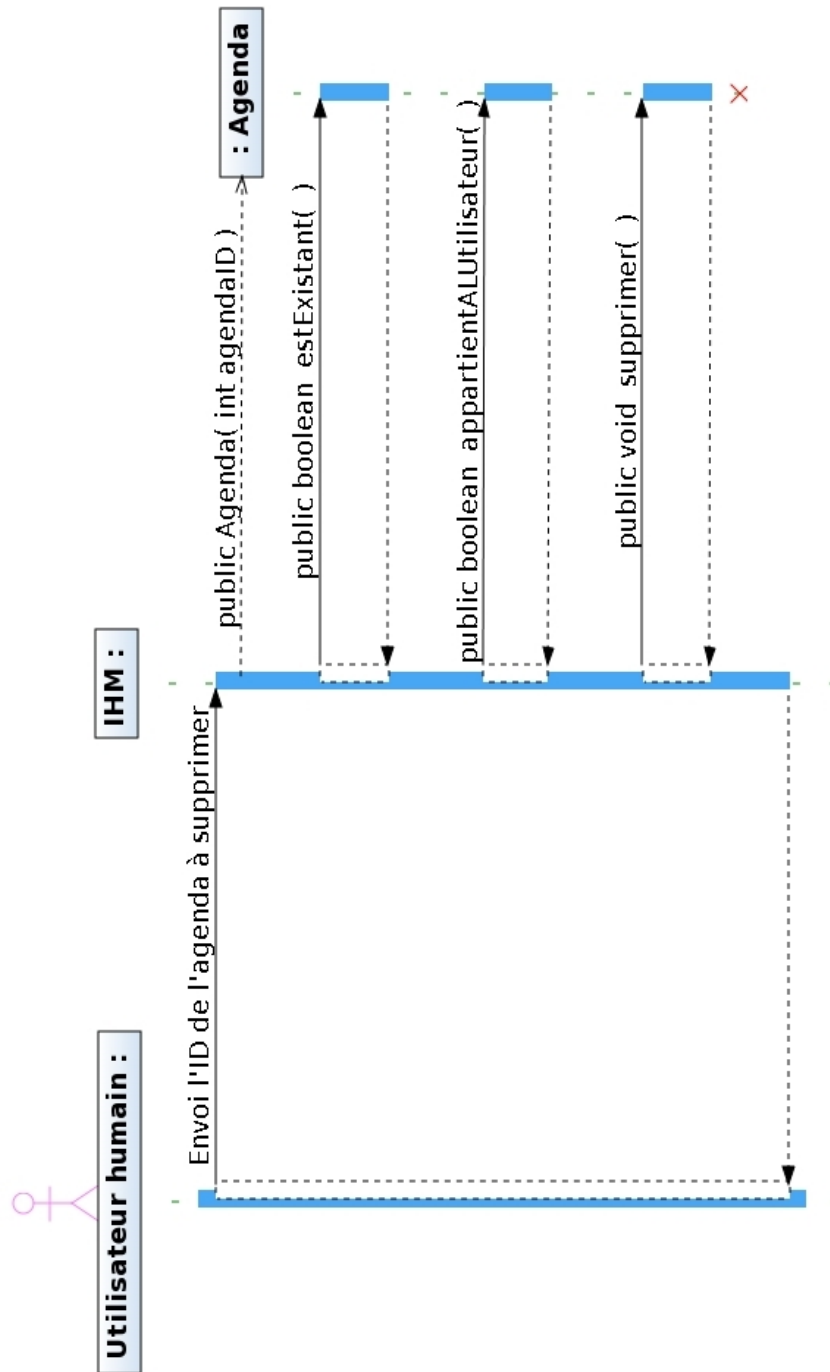 Utilisateur humain :
IHM :
: Agenda
Envoi l'ID de l'agenda à supprimer
public Agenda( int agendaID )
public boolean estExistant( )
public boolean appartientALUtilisateur( )
public void supprimer( )